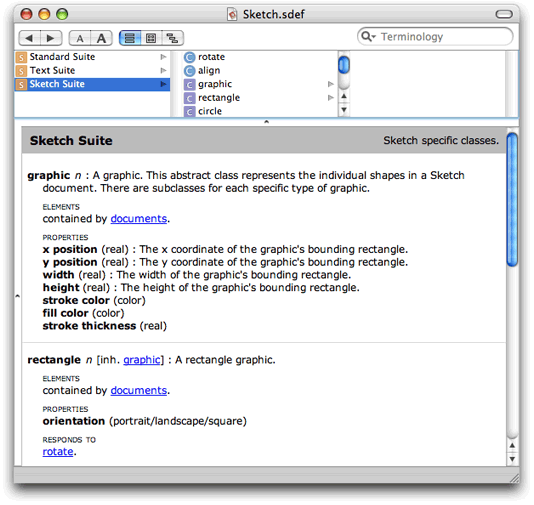 Sketch.sdef
A A
Terminology
S Standard Suite
S Text Suite
S Sketch Suite
C rotate
C align
C graphic
C rectangle
C circle
Sketch Suite Sketch specific classes.
graphic n : A graphic. This abstract class represents the individual shapes in a Sketch
document. There are subclasses for each specific type of graphic.
ELEMENTS
contained by documents.
PROPERTIES
x position (real) : The x coordinate of the graphic's bounding rectangle.
y position (real) : The y coordinate of the graphic's bounding rectangle.
width (real) : The width of the graphic's bounding rectangle.
height (real) : The height of the graphic's bounding rectangle.
stroke color (color)
fill color (color)
stroke thickness (real)
rectangle n [inh. graphic] : A rectangle graphic.
ELEMENTS
contained by documents.
PROPERTIES
orientation (portrait/landscape/square)
RESPONDS TO
rotate.